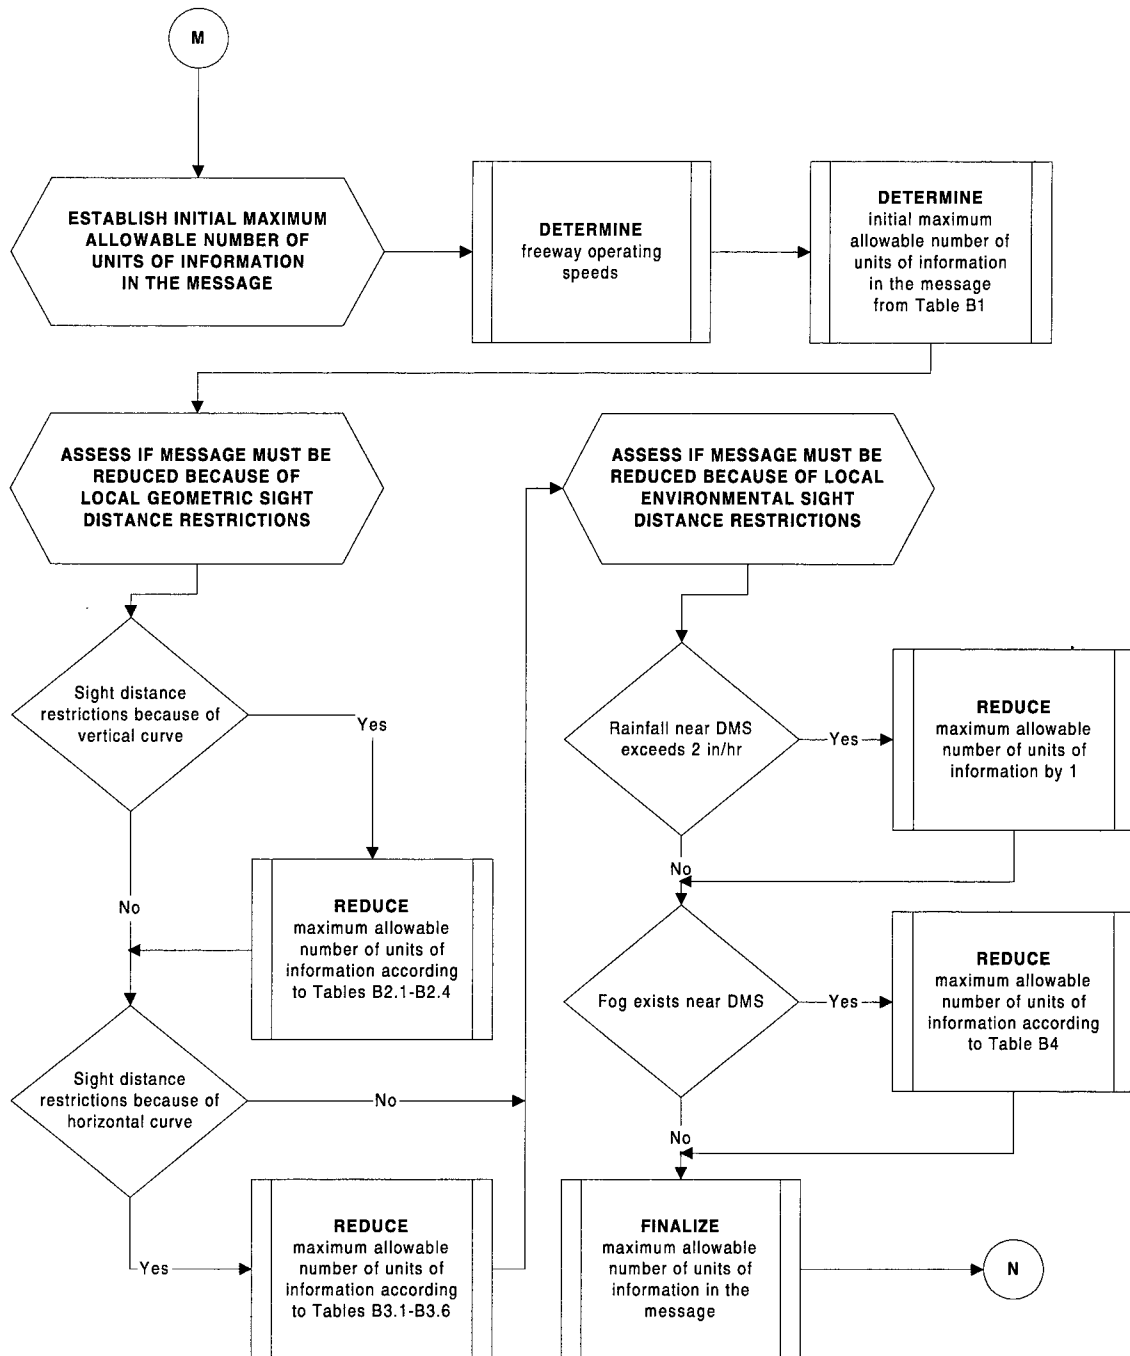 M
ESTABLISH INITIAL MAXIMUM
ALLOWABLE NUMBER OF
UNITS OF INFORMATION
IN THE MESSAGE
DETERMINE
freeway operating
speeds
DETERMINE
initial maximum
allowable number of
units of information
in the message
from Table B1
ASSESS IF MESSAGE MUST BE
REDUCED BECAUSE OF
LOCAL GEOMETRIC SIGHT
DISTANCE RESTRICTIONS
Sight distance
restrictions because of
vertical curve
Yes
No
REDUCE
maximum allowable
number of units of
information according
to Tables B2.1-B2.4
Sight distance
restrictions because of
horizontal curve
No
Yes
REDUCE
maximum allowable
number of units of
information according
to Tables B3.1-B3.6
ASSESS IF MESSAGE MUST BE
REDUCED BECAUSE OF LOCAL
ENVIRONMENTAL SIGHT
DISTANCE RESTRICTIONS
Rainfall near DMS
exceeds 2 in/hr
Yes
REDUCE
maximum allowable
number of units of
information by 1
No
Fog exists near DMS
Yes
REDUCE
maximum allowable
number of units of
information according
to Table B4
No
FINALIZE
maximum allowable
number of units of
information in the
message
N